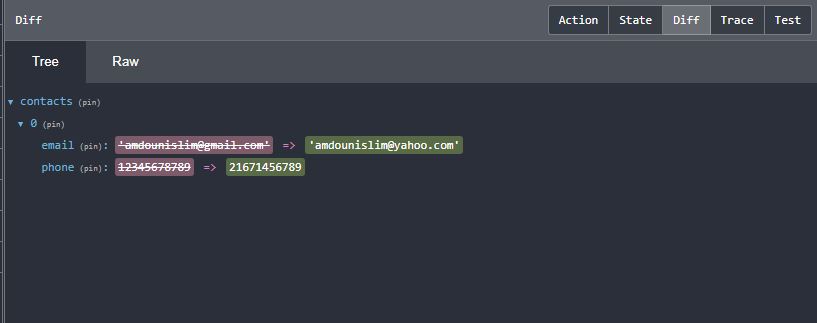 Diff Action State Diff Trace Test
Tree Raw
▼ contacts (pin)
▼ 0 (pin)
email (pin): 'amdounislim@gmail.com' => 'amdounislim@yahoo.com'
phone (pin): 12345678789 => 21671456789